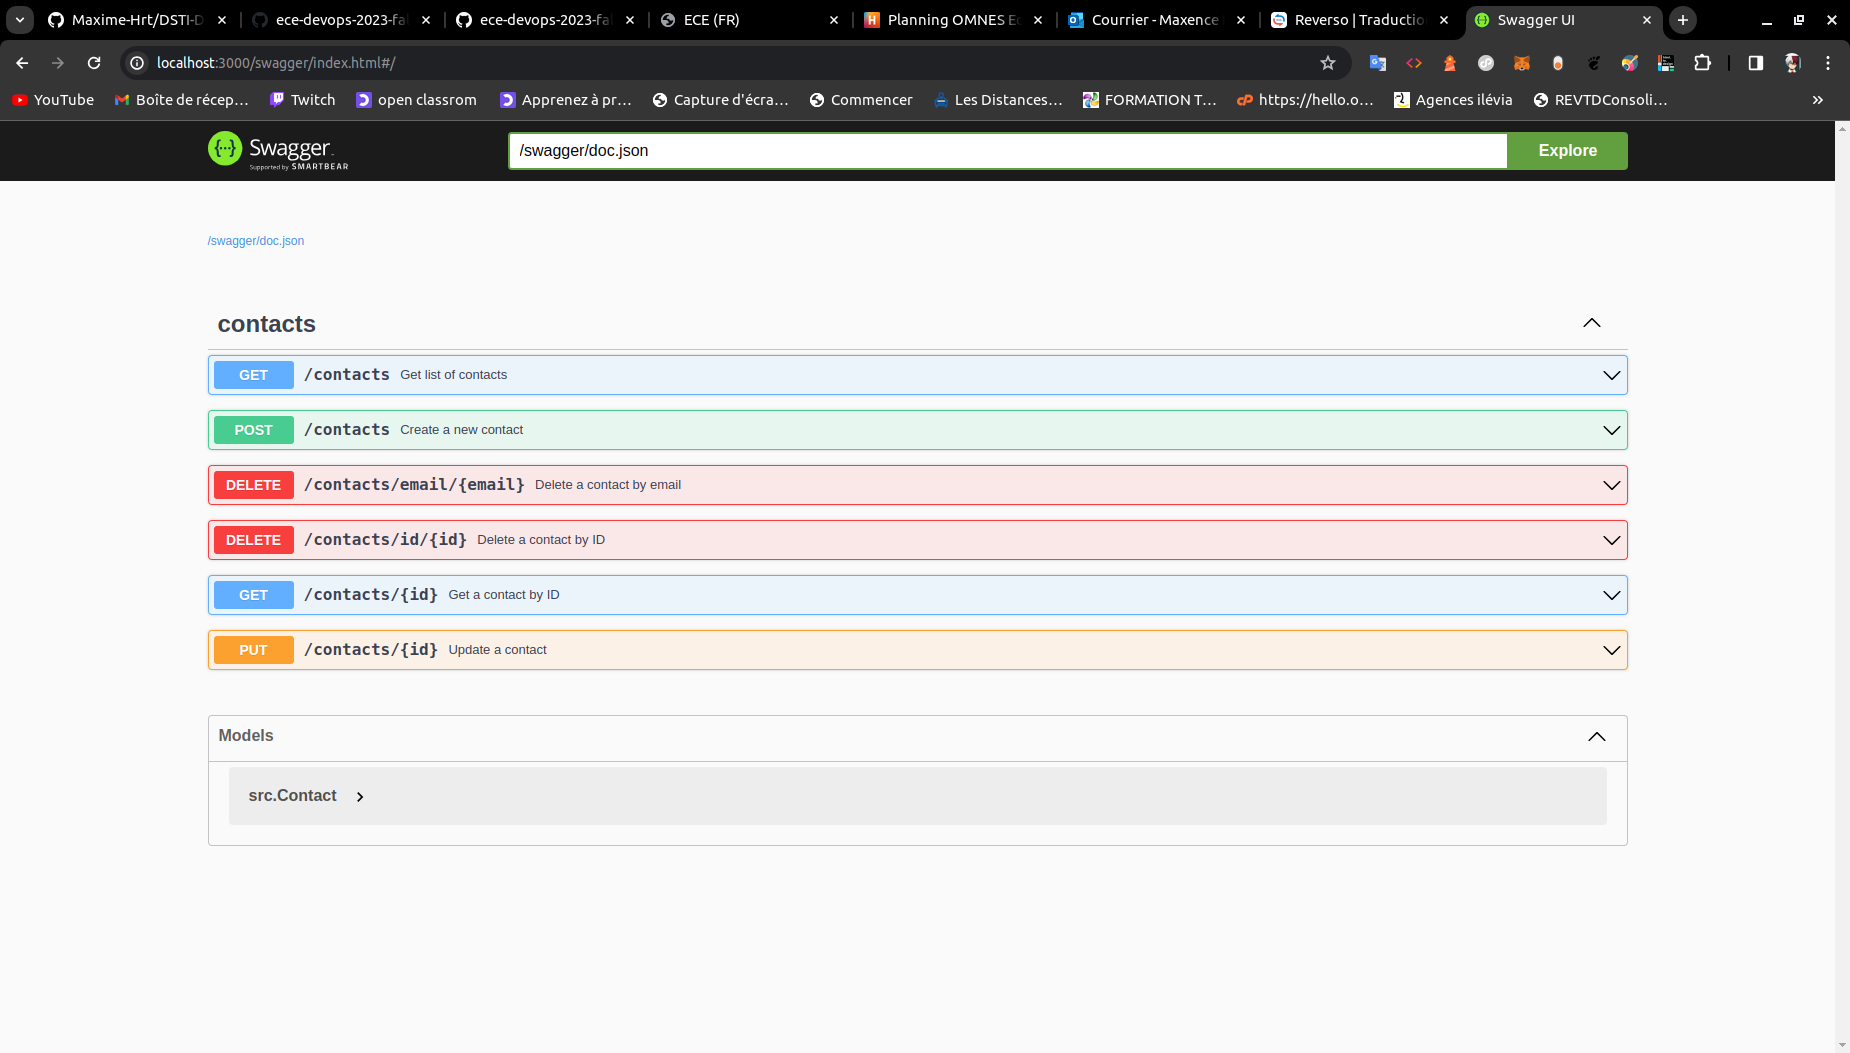 Maxime-Hrt/DSTI-D
ece-devops-2023-fal
ece-devops-2023-fal
ECE (FR)
Planning OMNES E
Courrier - Maxence
Reverso | Traductio
Swagger UI
localhost:3000/swagger/index.html#/
YouTube
Boîte de récep...
Twitch
open classrom
Apprenez à pr...
Capture d'écra...
Commencer
Les Distances...
FORMATION T...
https://hello.o...
Agences ilévia
REVTDConsoli...
Swagger
Supported by SMARTBEAR
/swagger/doc.json
Explore
/swagger/doc.json
contacts
GET /contacts Get list of contacts
POST /contacts Create a new contact
DELETE /contacts/email/{email} Delete a contact by email
DELETE /contacts/id/{id} Delete a contact by ID
GET /contacts/{id} Get a contact by ID
PUT /contacts/{id} Update a contact
Models
src.Contact